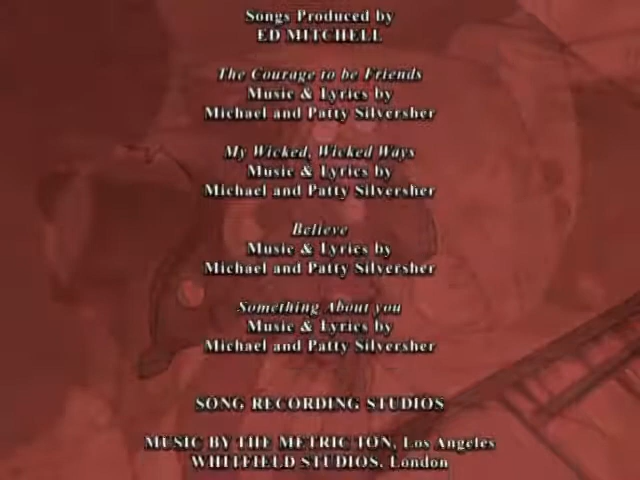 Songs Produced by
ED MITCHELL
The Courage to be Friends
Music & Lyrics by
Michael and Patty Silversher
My Wicked, Wicked Ways
Music & Lyrics by
Michael and Patty Silversher
Believe
Music & Lyrics by
Michael and Patty Silversher
Something About you
Music & Lyrics by
Michael and Patty Silversher
SONG RECORDING STUDIOS
MUSIC BY THE METRIC TON, Los Angeles
WHITFIELD STUDIOS, London